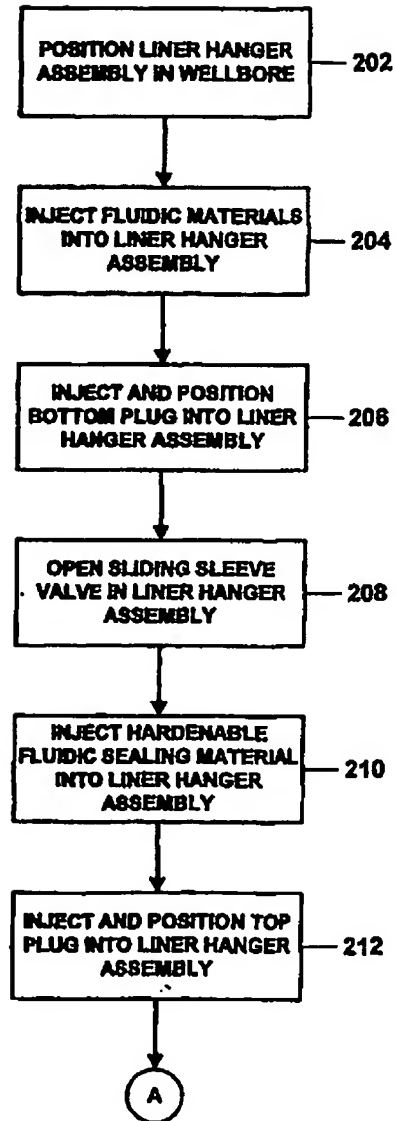 POSITION LINER HANGER
ASSEMBLY IN WELLBORE
202
INJECT FLUIDIC MATERIALS
INTO LINER HANGER
ASSEMBLY
204
INJECT AND POSITION
BOTTOM PLUG INTO LINER
HANGER ASSEMBLY
206
OPEN SLIDING SLEEVE
VALVE IN LINER HANGER
ASSEMBLY
208
INJECT HARDENABLE
FLUIDIC SEALING MATERIAL
INTO LINER HANGER
ASSEMBLY
210
INJECT AND POSITION TOP
PLUG INTO LINER HANGER
ASSEMBLY
212
A